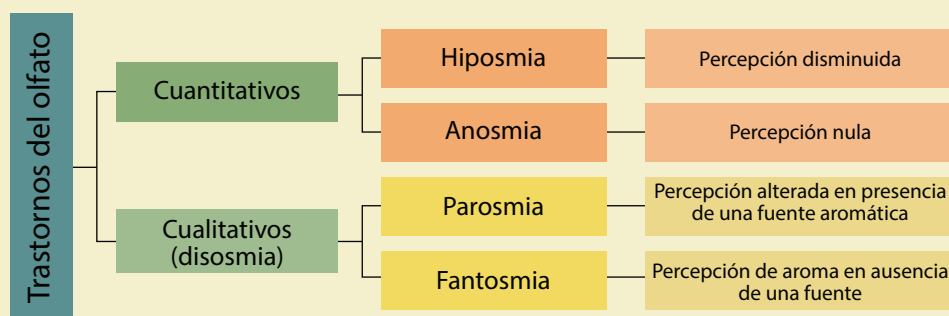 Trastornos del olfato
Cuantitativos
Hiposmia
Percepción disminuida
Anosmia
Percepción nula
Cualitativos
(disosmia)
Parosmia
Percepción alterada en presencia
de una fuente aromática
Fantosmia
Percepción de aroma en ausencia
de una fuente